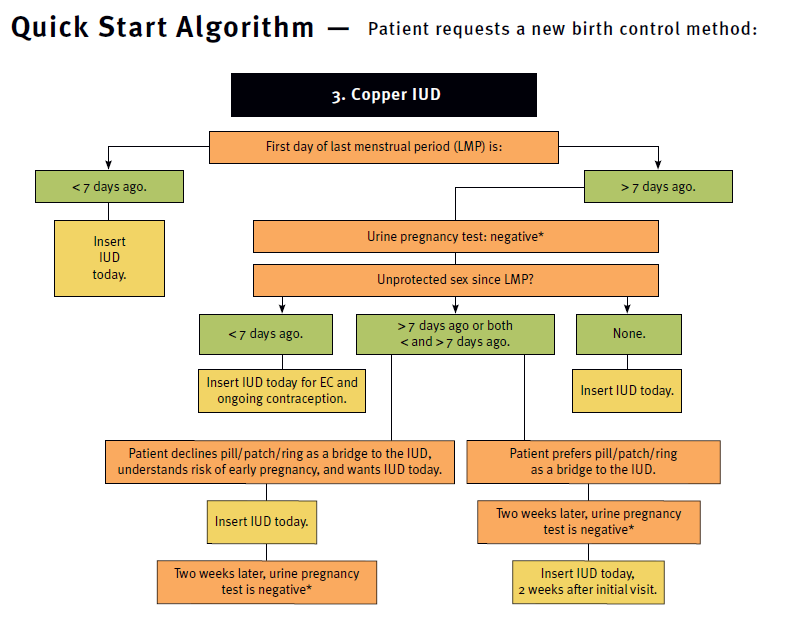 Quick Start Algorithm — Patient requests a new birth control method:
3. Copper IUD
First day of last menstrual period (LMP) is:
< 7 days ago.
> 7 days ago.
Insert
IUD
today.
Urine pregnancy test: negative*
Unprotected sex since LMP?
< 7 days ago.
> 7 days ago or both
< and > 7 days ago.
None.
Insert IUD today for EC and
ongoing contraception.
Insert IUD today.
Patient declines pill/patch/ring as a bridge to the IUD,
understands risk of early pregnancy, and wants IUD today.
Patient prefers pill/patch/ring
as a bridge to the IUD.
Insert IUD today.
Two weeks later, urine pregnancy
test is negative*
Two weeks later, urine pregnancy
test is negative*
Insert IUD today,
2 weeks after initial visit.